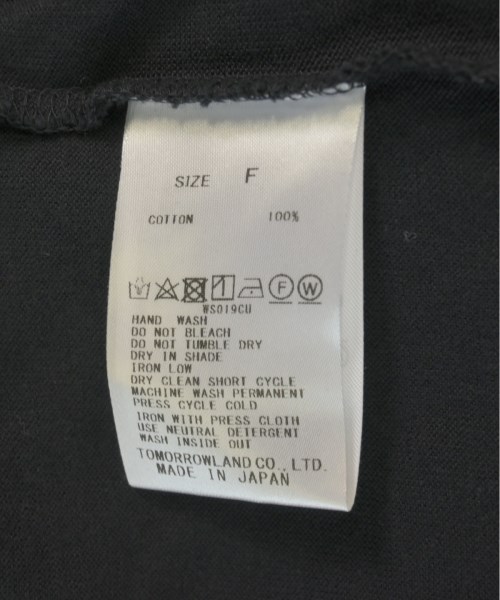 SIZE F
COTTON 100%
F W
WS019CU
HAND WASH
DO NOT BLEACH
DO NOT TUMBLE DRY
DRY IN SHADE
IRON LOW
DRY CLEAN SHORT CYCLE
MACHINE WASH PERMANENT
PRESS CYCLE COLD
IRON WITH PRESS CLOTH
USE NEUTRAL DETERGENT
WASH INSIDE OUT
TOMORROWLAND CO., LTD.
MADE IN JAPAN